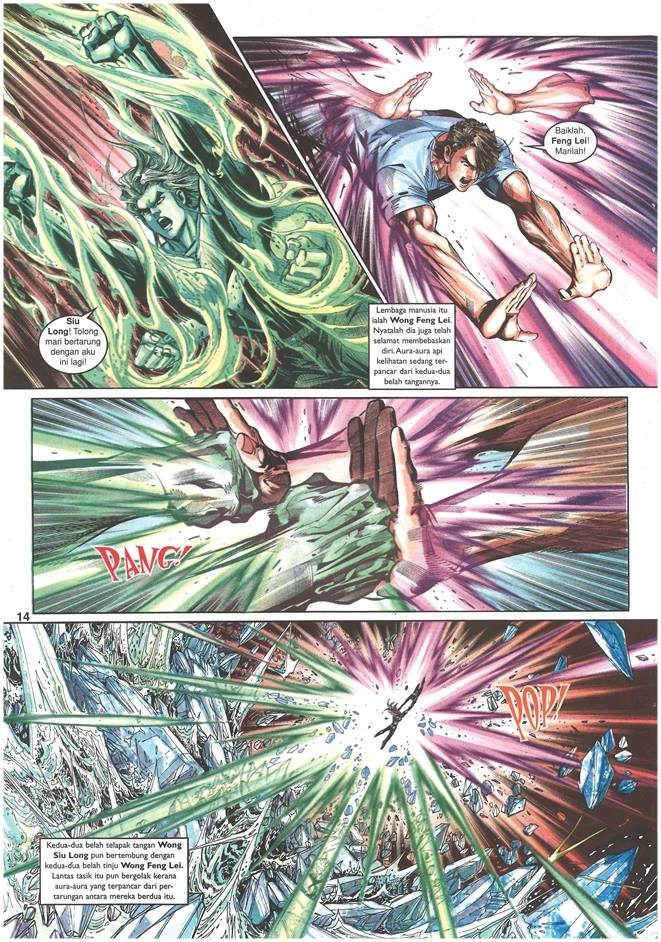 Siu
Long! Tolong
mari bertarung
dengan aku
ini lagi!
Baiklah,
Feng Lei!
Marilah!
Lembaga manusia itu
ialah Wong Feng Lei.
Nyatalah dia juga telah
selamat membebaskan
diri. Aura-aura api
kelihatan sedang ter-
pancar dari kedua-dua
belah tangannya.
PANG!
14
POP!
Kedua-dua belah telapak tangan Wong
Siu Long pun bertembung dengan
kedua-dua belah tinju Wong Feng Lei.
Lantas tasik itu pun bergolak kerana
aura-aura yang terpancar dari per-
tarungan antara mereka berdua itu.